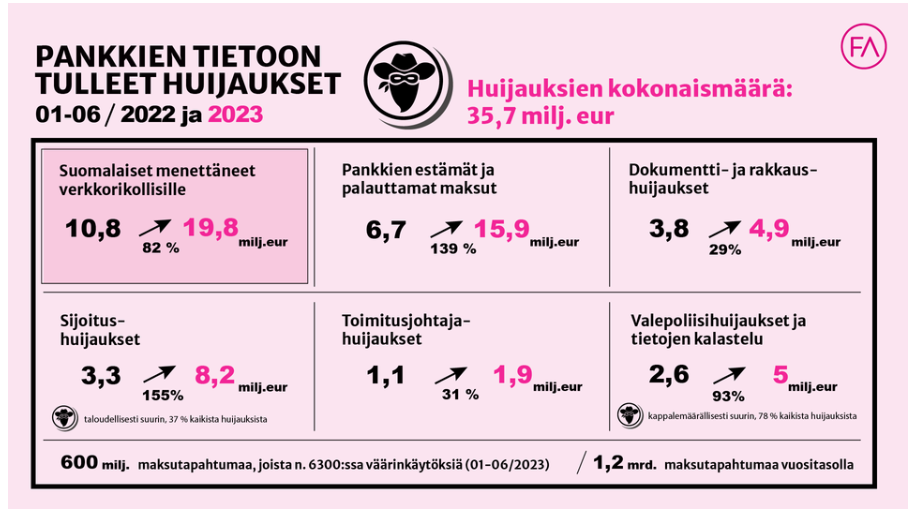 PANKKIEN TIETOON
TULLEET HUIJAUKSET
01-06 / 2022 ja 2023
Huijauksien kokonaismäärä:
35,7 milj. eur
FA
Suomalaiset menettäneet
verkkorikollisille
10,8 82 % 19,8 milj.eur
Pankkien estämät ja
palauttamat maksut
6,7 139 % 15,9 milj.eur
Dokumentti- ja rakkaus-
huijaukset
3,8 29% 4,9 milj.eur
Sijoitus-
huijaukset
3,3 155% 8,2 milj.eur
taloudellisesti suurin, 37 % kaikista huijauksista
Toimitusjohtaja-
huijaukset
1,1 31 % 1,9 milj.eur
Valepoliisihuijaukset ja
tietojen kalastelu
2,6 93% 5 milj.eur
kappalemäärällisesti suurin, 78 % kaikista huijauksista
600 milj. maksutapahtumaa, joista n. 6300:ssa väärinkäytöksiä (01-06/2023) / 1,2 mrd. maksutapahtumaa vuositasolla